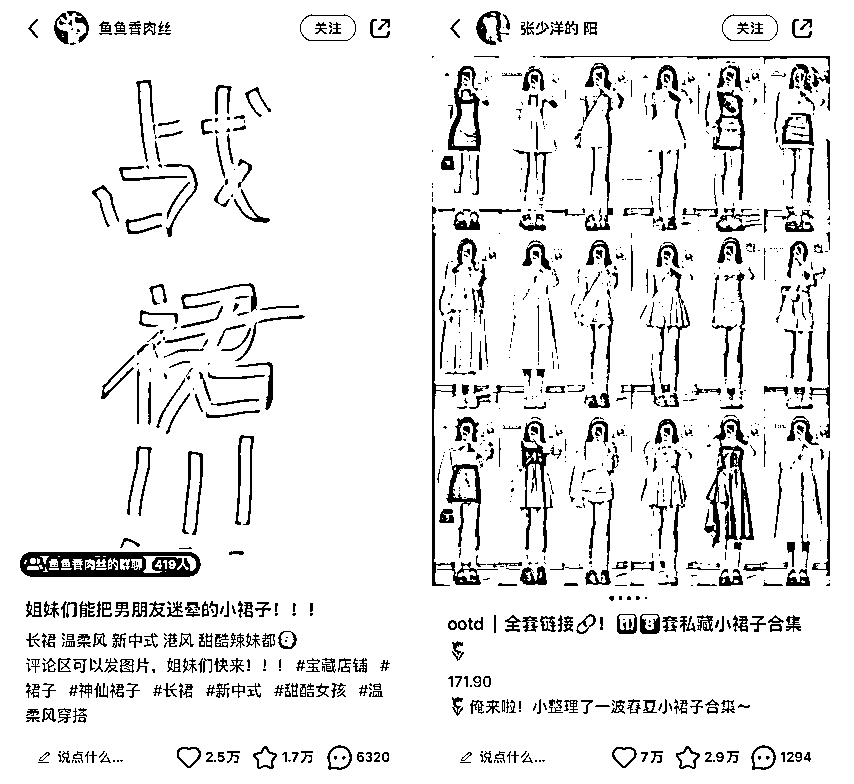 鱼鱼香肉丝
关注
战
裙
!!!
鱼鱼香肉丝的群聊 419人
姐妹们能把男朋友迷晕的小裙子！！！
长裙 温柔风 新中式 港风 甜酷辣妹都
评论区可以发图片，姐妹们快来！！！ #宝藏店铺 #
裙子 #神仙裙子 #长裙 #新中式 #甜酷女孩 #温
柔风穿搭
说点什么...
2.5万
1.7万
6320
张少洋的 阳
关注
ootd｜全套链接🔗！1️⃣8️⃣套私藏小裙子合集
🌷
171.90
🌷俺来啦！小整理了一波春夏小裙子合集～
说点什么...
7万
2.9万
1294